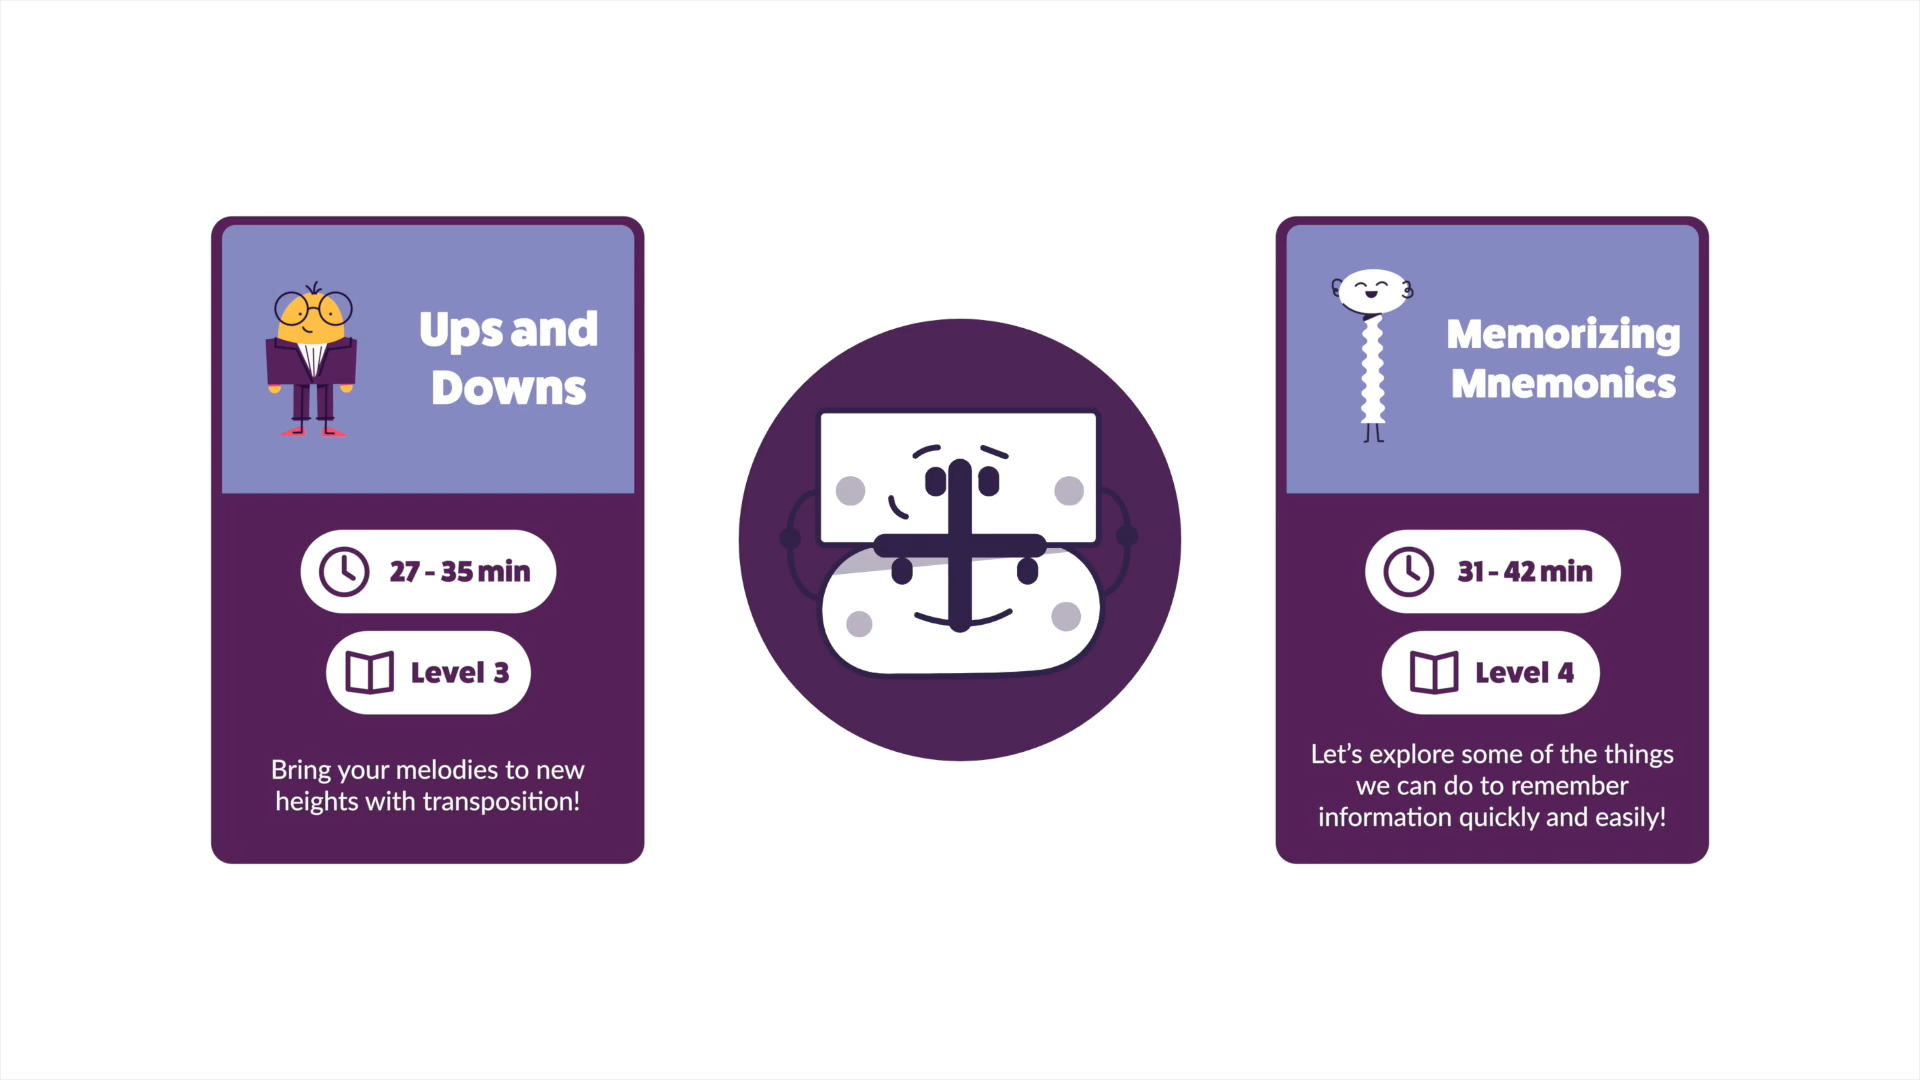 Ups and
Downs
27 - 35 min
Level 3
Bring your melodies to new
heights with transposition!
Memorizing
Mnemonics
31 - 42 min
Level 4
Let's explore some of the things
we can do to remember
information quickly and easily!